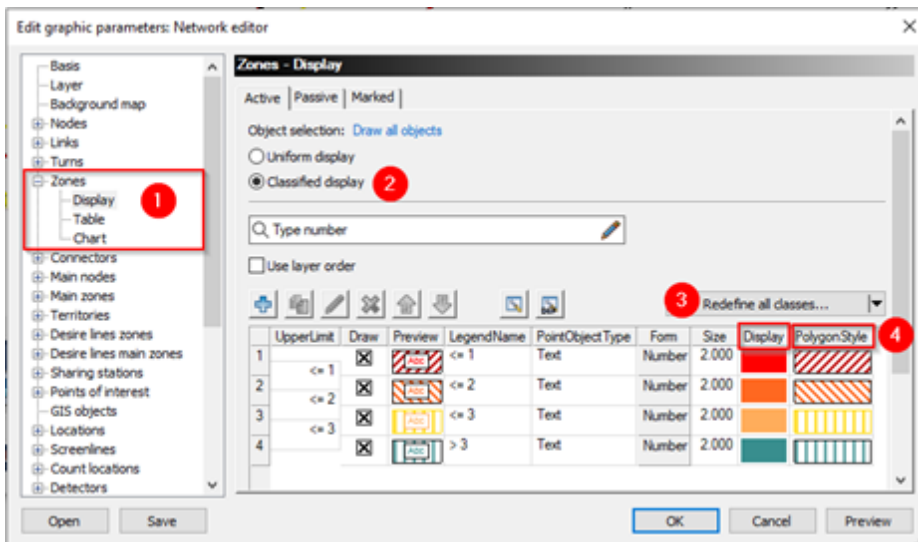 Edit graphic parameters: Network editor
Basis
Layer
Background map
Nodes
Links
Turns
Zones
Display
Table
Chart
1
Connectors
Main nodes
Main zones
Territories
Desire lines zones
Desire lines main zones
Sharing stations
Points of interest
GIS objects
Locations
Screenlines
Count locations
Detectors
Zones - Display
Active Passive Marked
Object selection: Draw all objects
Uniform display
Classified display 2
Type number
Use layer order
3 Redefine all classes...
UpperLimit Draw Preview LegendName PointObjectType Form Size Display PolygonStyle 4
1 <= 1 ABC <= 1 Text Number 2.000
2 <= 2 ABC <= 2 Text Number 2.000
3 <= 3 ABC <= 3 Text Number 2.000
4 ABC > 3 Text Number 2.000
Open Save OK Cancel Preview